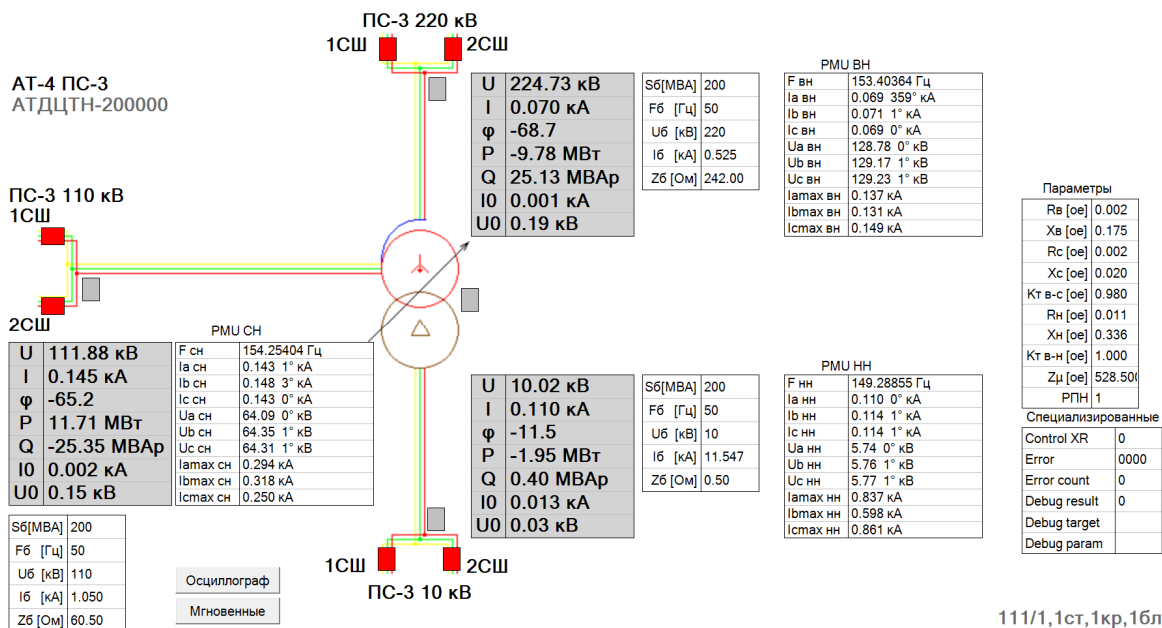 ПС-3 220 кВ
1СШ 2СШ
АТ-4 ПС-3
АТДЦТН-200000
U 224.73 кВ
I 0.070 кА
φ -68.7
P -9.78 МВт
Q 25.13 МВАр
I0 0.001 кА
U0 0.19 кВ
Sб[МВА] 200
Fб [Гц] 50
Uб [кВ] 220
Iб [кА] 0.525
Zб [Ом] 242.00
PMU ВН
F вн 153.40364 Гц
Ia вн 0.069 359° кА
Ib вн 0.071 1° кА
Ic вн 0.069 0° кА
Ua вн 128.78 0° кВ
Ub вн 129.17 1° кВ
Uc вн 129.23 1° кВ
Iamax вн 0.137 кА
Ibmax вн 0.131 кА
Icmax вн 0.149 кА
ПС-3 110 кВ
1СШ
2СШ
Параметры
Rв [ое] 0.002
Xв [ое] 0.175
Rс [ое] 0.002
Xс [ое] 0.020
Кт в-с [ое] 0.980
Rн [ое] 0.011
Xн [ое] 0.336
Кт в-н [ое] 1.000
Zμ [ое] 528.50
РПН 1
Специализированные
Control XR 0
Error 0000
Error count 0
Debug result 0
Debug target
Debug param
U 111.88 кВ
I 0.145 кА
φ -65.2
P 11.71 МВт
Q -25.35 МВАр
I0 0.002 кА
U0 0.15 кВ
PMU СН
F сн 154.25404 Гц
Ia сн 0.143 1° кА
Ib сн 0.148 3° кА
Ic сн 0.143 0° кА
Ua сн 64.09 0° кВ
Ub сн 64.35 1° кВ
Uc сн 64.31 1° кВ
Iamax сн 0.294 кА
Ibmax сн 0.318 кА
Icmax сн 0.250 кА
U 10.02 кВ
I 0.110 кА
φ -11.5
P -1.95 МВт
Q 0.40 МВАр
I0 0.013 кА
U0 0.03 кВ
Sб[МВА] 200
Fб [Гц] 50
Uб [кВ] 10
Iб [кА] 11.547
Zб [Ом] 0.50
PMU НН
F нн 149.28855 Гц
Ia нн 0.110 0° кА
Ib нн 0.114 1° кА
Ic нн 0.114 1° кА
Ua нн 5.74 0° кВ
Ub нн 5.76 1° кВ
Uc нн 5.77 1° кВ
Iamax нн 0.837 кА
Ibmax нн 0.598 кА
Icmax нн 0.861 кА
Sб[МВА] 200
Fб [Гц] 50
Uб [кВ] 110
Iб [кА] 1.050
Zб [Ом] 60.50
Осциллограф
Мгновенные
1СШ 2СШ
ПС-3 10 кВ
111/1,1ст,1кр,1бл